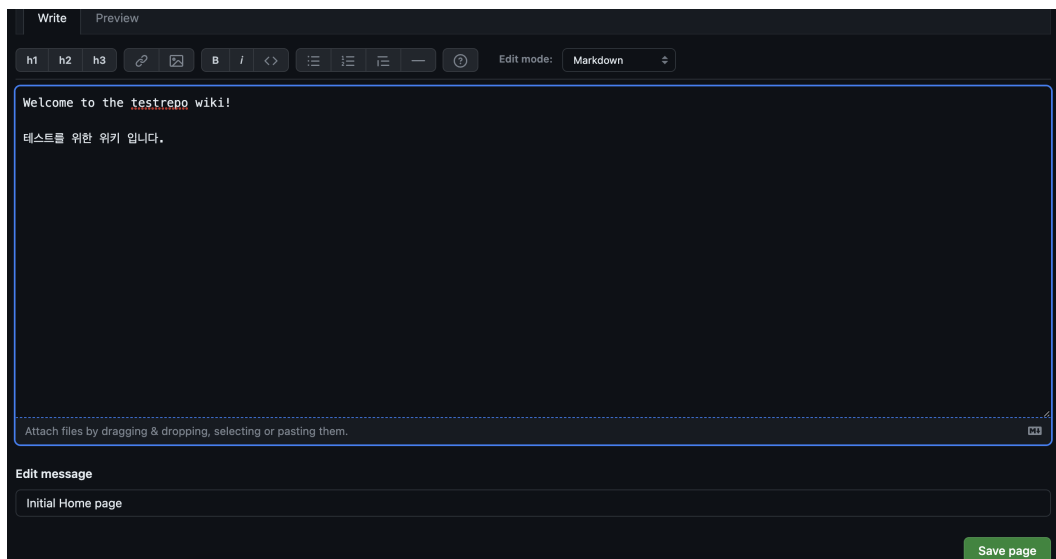 Write Preview
h1 h2 h3 B i <> Edit mode: Markdown
Welcome to the testrepo wiki!
테스트를 위한 위키 입니다.
Attach files by dragging & dropping, selecting or pasting them.
Edit message
Initial Home page
Save page